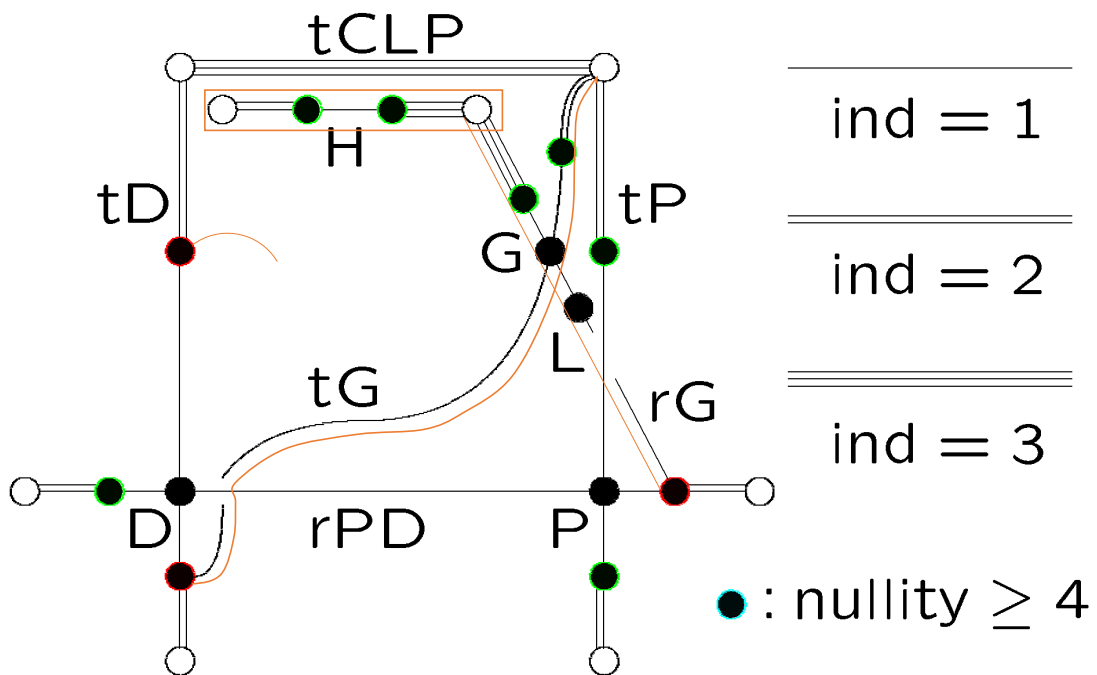 tCLP
ind = 1
H
tD
tP
G
ind = 2
L
tG
rG
ind = 3
D
rPD
P
: nullity ≥ 4